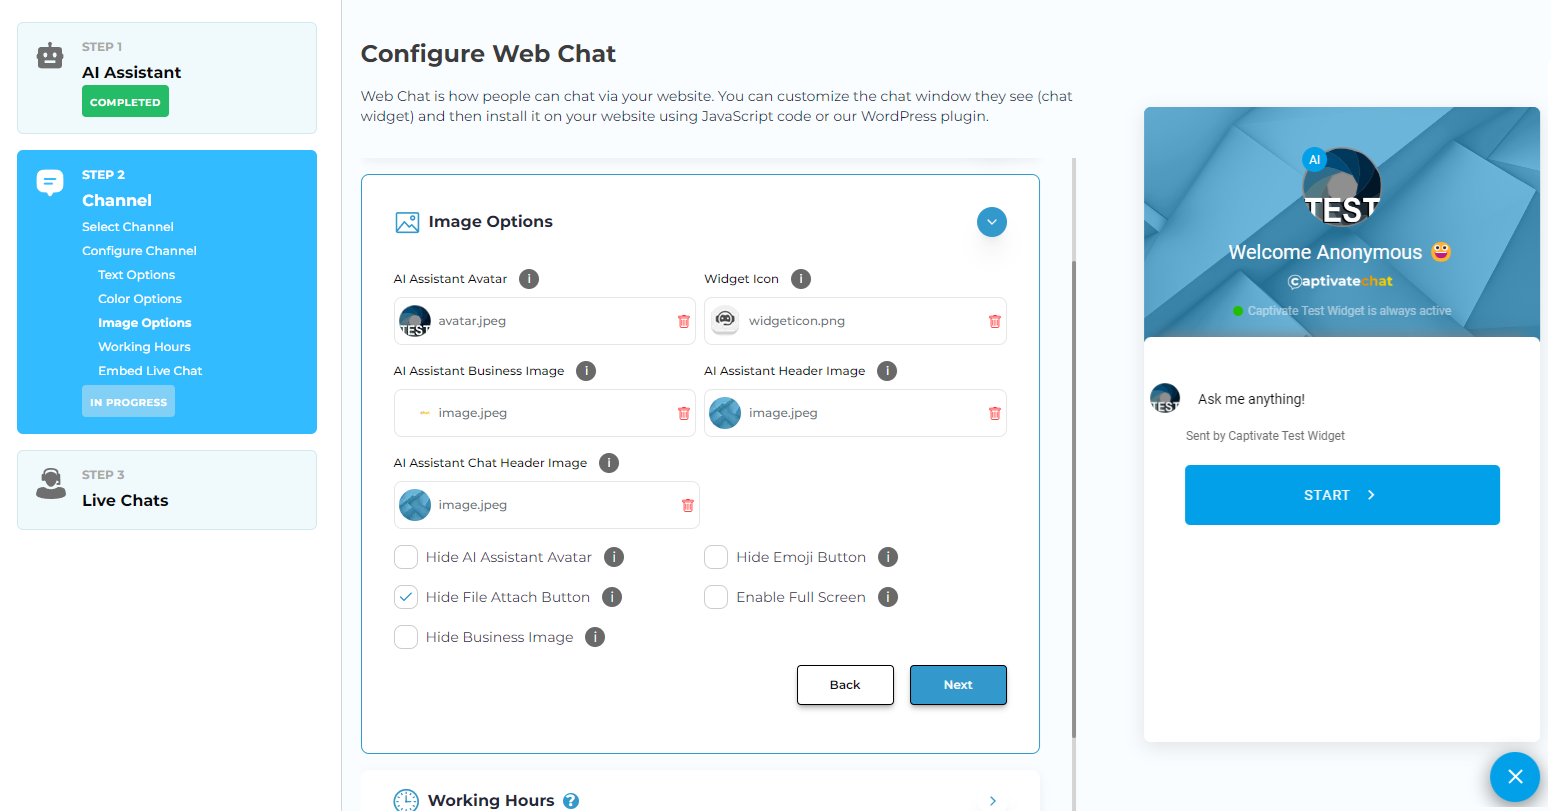 STEP 1
AI Assistant
COMPLETED
STEP 2
Channel
Select Channel
Configure Channel
Text Options
Color Options
Image Options
Working Hours
Embed Live Chat
IN PROGRESS
STEP 3
Live Chats
Configure Web Chat
Web Chat is how people can chat via your website. You can customize the chat window they see (chat
widget) and then install it on your website using JavaScript code or our WordPress plugin.
Image Options
AI Assistant Avatar i
Widget Icon i
TEST avatar.jpeg
widgeticon.png
AI Assistant Business Image i
AI Assistant Header Image i
image.jpeg
image.jpeg
AI Assistant Chat Header Image i
image.jpeg
Hide AI Assistant Avatar i
Hide Emoji Button i
Hide File Attach Button i
Enable Full Screen i
Hide Business Image i
Back
Next
Working Hours ?
AI
TEST
Welcome Anonymous 😀
captivatechat
Captivate Test Widget is always active
TEST
Ask me anything!
Sent by Captivate Test Widget
START